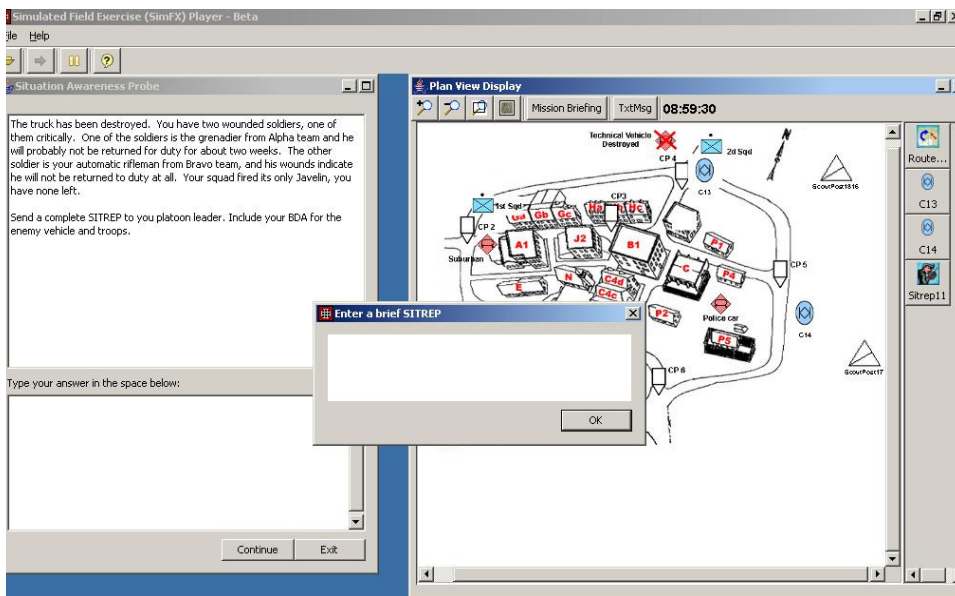 Simulated Field Exercise (SimFX) Player - Beta
File Help
Situation Awareness Probe
The truck has been destroyed. You have two wounded soldiers, one of
them critically. One of the soldiers is the grenadier from Alpha team and he
will probably not be returned for duty for about two weeks. The other
soldier is your automatic rifleman from Bravo team, and his wounds indicate
he will not be returned to duty at all. Your squad fired its only Javelin, you
have none left.
Send a complete SITREP to you platoon leader. Include your BDA for the
enemy vehicle and troops.
Type your answer in the space below:
Continue Exit
Plan View Display
Mission Briefing TxtMsg 08:59:30
Technical Vehicle
Destroyed
2d Sqd
CP 4
C13
ScoutPost1816
1st Sqd
CP3
Gb Gc
Hc
CP 2
A1
J2
B1
P1
Suburban
CP 5
E
N
C4d
C4c
C
P4
P2
Police car
P5
C14
ScoutPost17
CP 6
Route...
C13
C14
Sitrep11
Enter a brief SITREP
OK